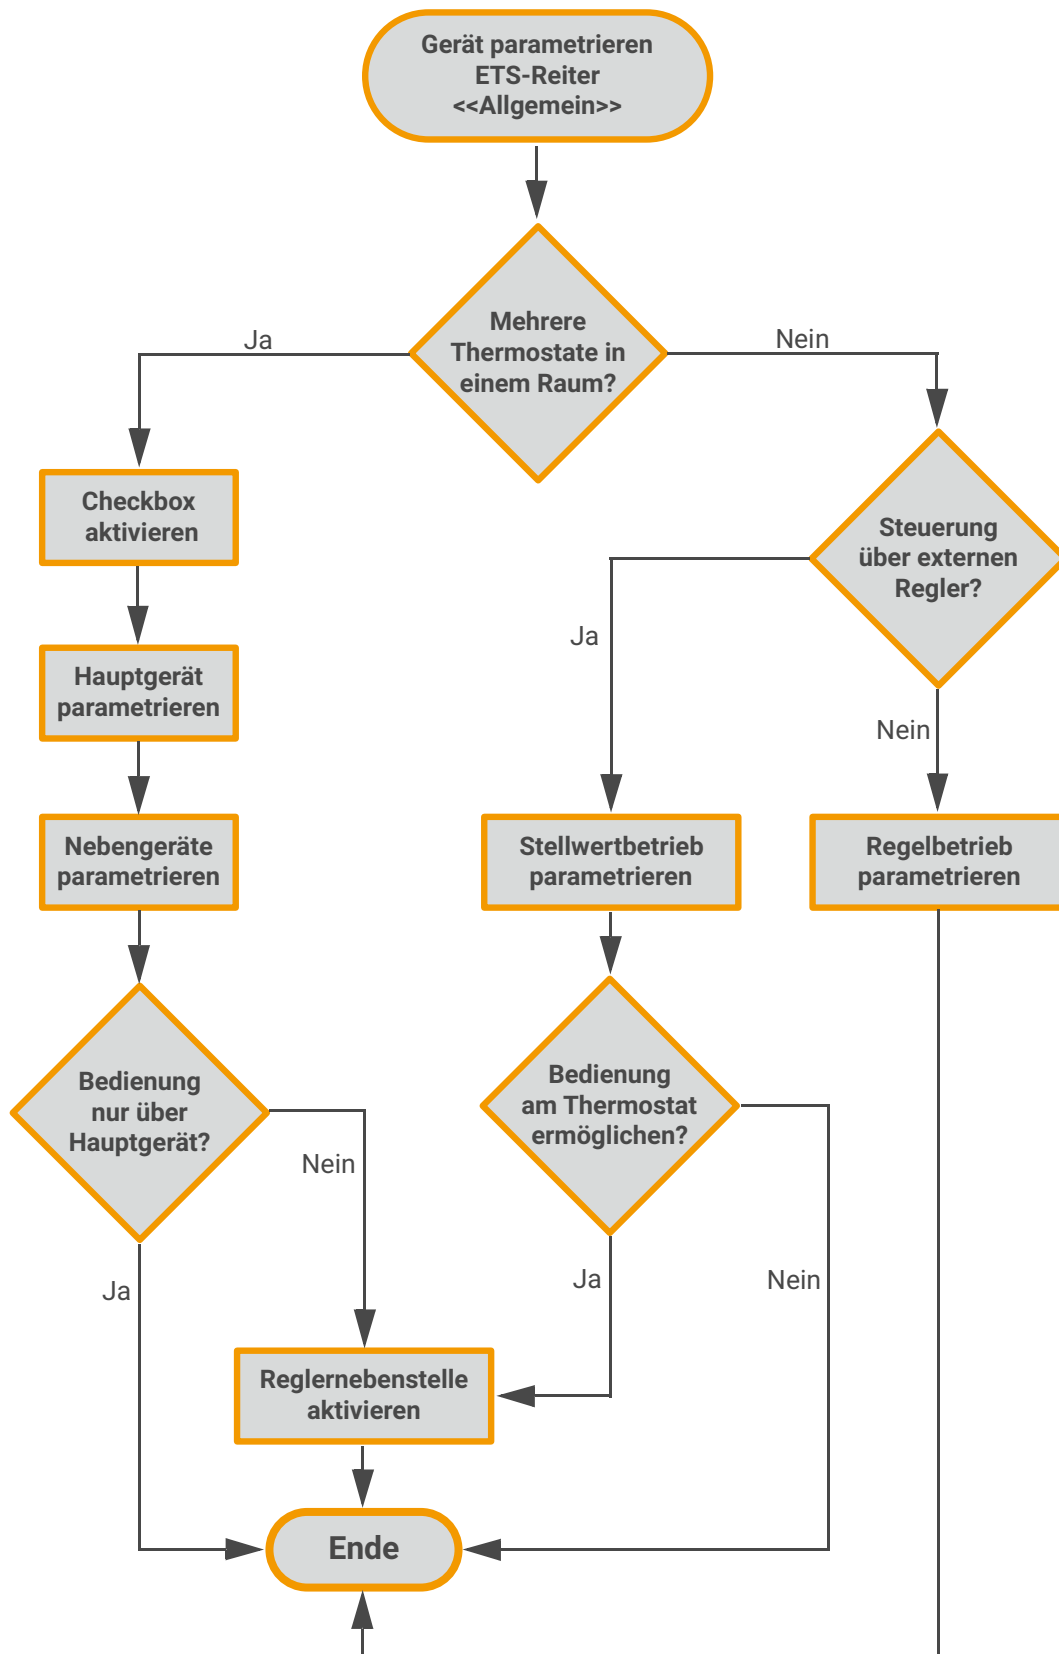 Gerät parametrieren
ETS-Reiter
<<Allgemein>>
Mehrere
Thermostate in
einem Raum?
Ja
Nein
Checkbox
aktivieren
Steuerung
über externen
Regler?
Ja
Hauptgerät
parametrieren
Nein
Nebengeräte
parametrieren
Stellwertbetrieb
parametrieren
Regelbetrieb
parametrieren
Bedienung
nur über
Hauptgerät?
Bedienung
am Thermostat
ermöglichen?
Nein
Ja
Ja
Nein
Reglernebenstelle
aktivieren
Ende